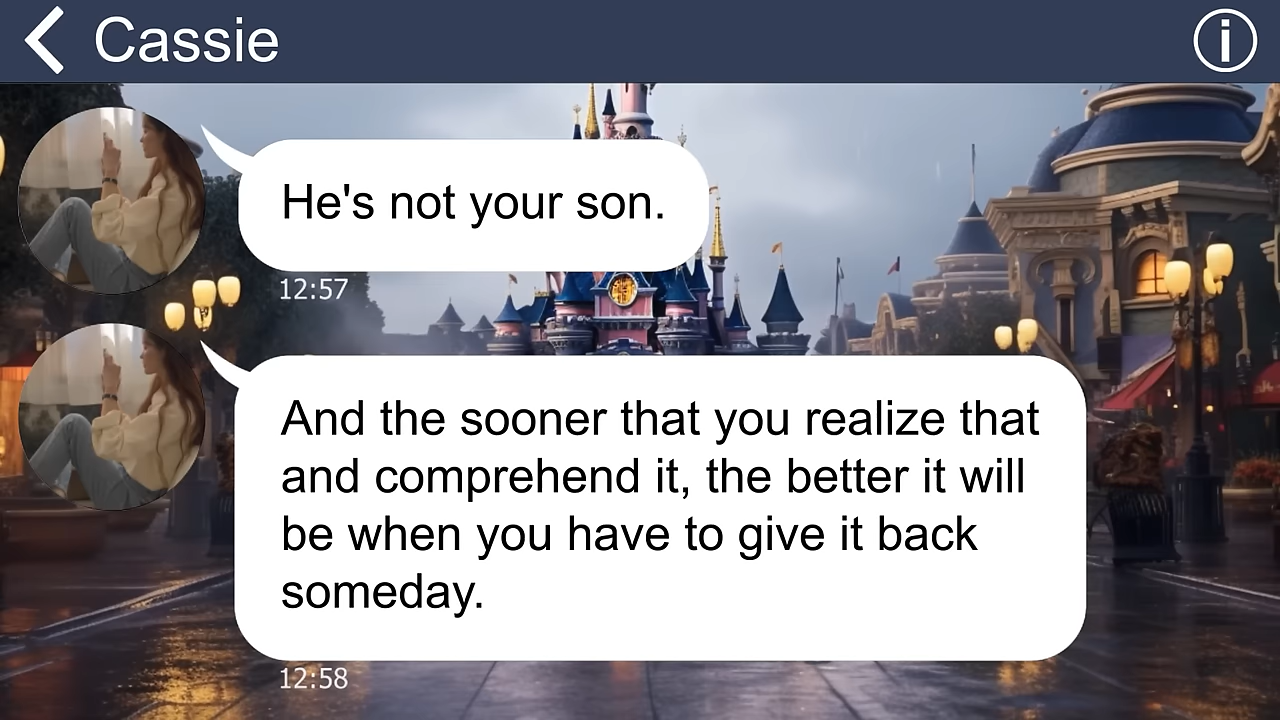 Cassie
He's not your son.
12:57
And the sooner that you realize that
and comprehend it, the better it will
be when you have to give it back
someday.
12:58